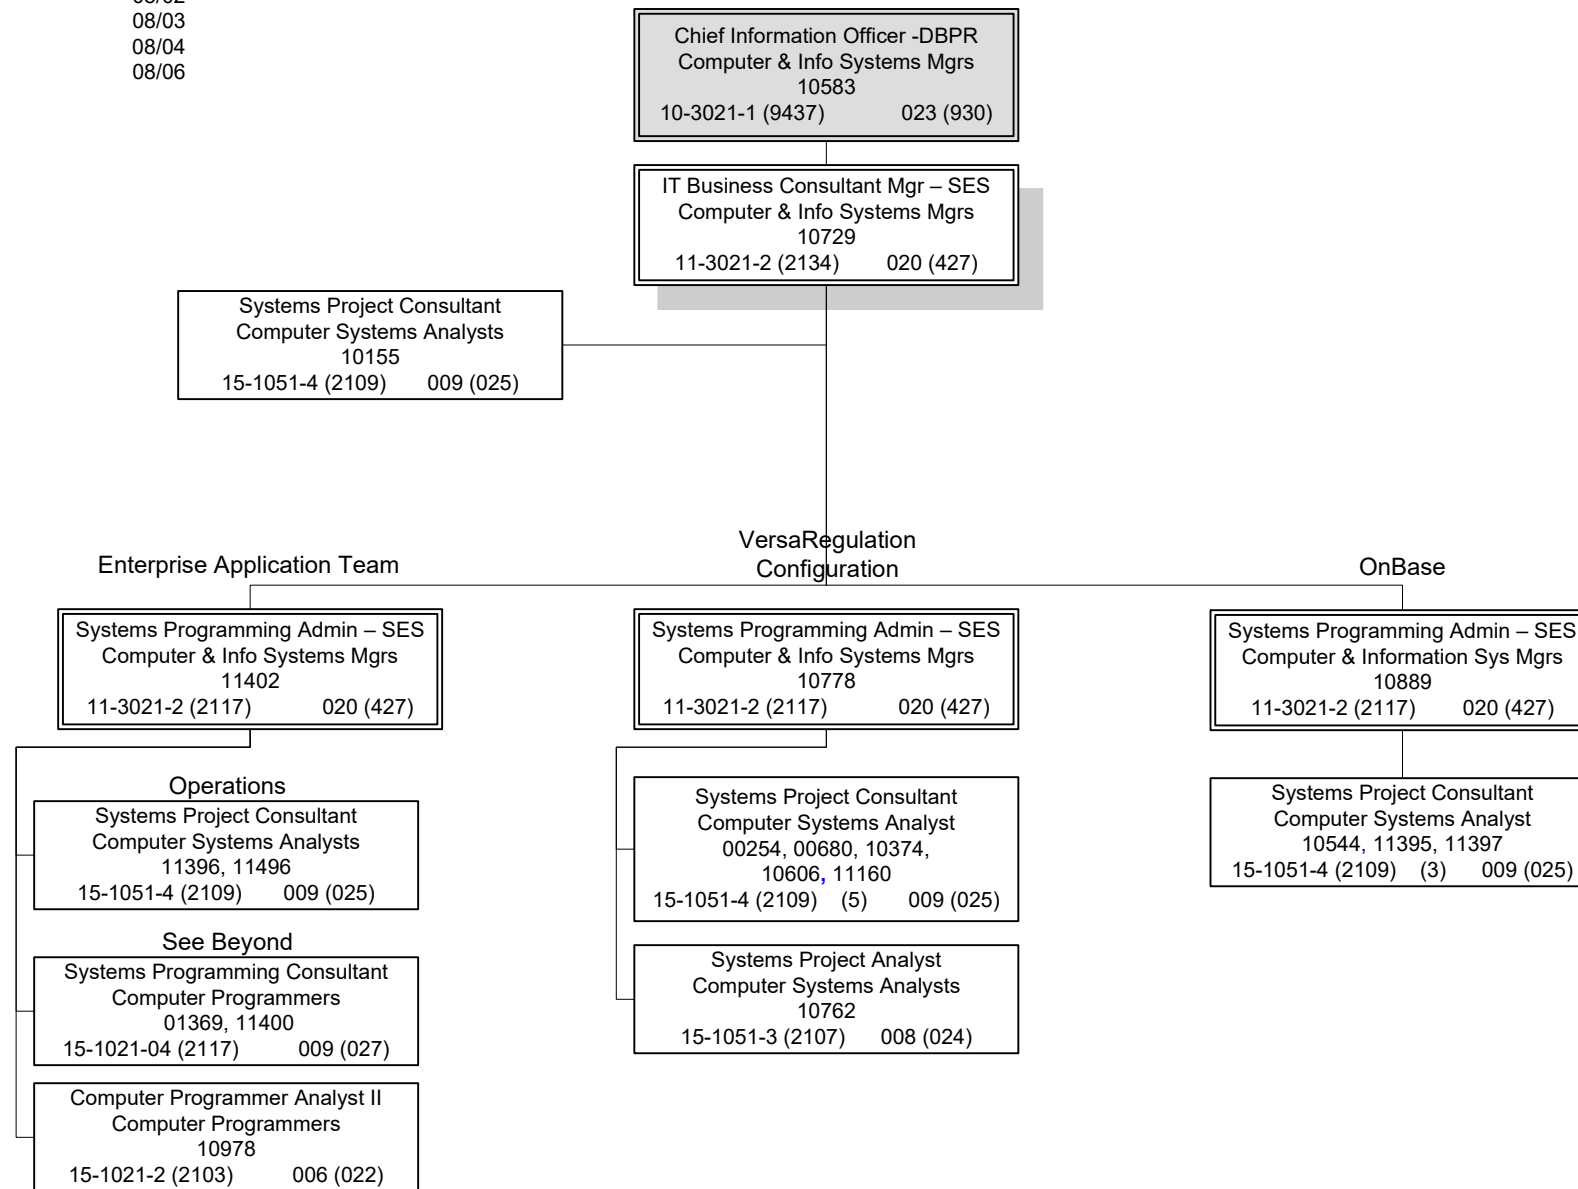 08/03
08/04
08/06
Chief Information Officer -DBPR
Computer & Info Systems Mgrs
10583
10-3021-1 (9437) 023 (930)
IT Business Consultant Mgr – SES
Computer & Info Systems Mgrs
10729
11-3021-2 (2134) 020 (427)
Systems Project Consultant
Computer Systems Analysts
10155
15-1051-4 (2109) 009 (025)
Enterprise Application Team
Systems Programming Admin – SES
Computer & Info Systems Mgrs
11402
11-3021-2 (2117) 020 (427)
Operations
Systems Project Consultant
Computer Systems Analysts
11396, 11496
15-1051-4 (2109) 009 (025)
See Beyond
Systems Programming Consultant
Computer Programmers
01369, 11400
15-1021-04 (2117) 009 (027)
Computer Programmer Analyst II
Computer Programmers
10978
15-1021-2 (2103) 006 (022)
VersaRegulation
Configuration
Systems Programming Admin – SES
Computer & Info Systems Mgrs
10778
11-3021-2 (2117) 020 (427)
Systems Project Consultant
Computer Systems Analyst
00254, 00680, 10374,
10606, 11160
15-1051-4 (2109) (5) 009 (025)
Systems Project Analyst
Computer Systems Analysts
10762
15-1051-3 (2107) 008 (024)
OnBase
Systems Programming Admin – SES
Computer & Information Sys Mgrs
10889
11-3021-2 (2117) 020 (427)
Systems Project Consultant
Computer Systems Analyst
10544, 11395, 11397
15-1051-4 (2109) (3) 009 (025)